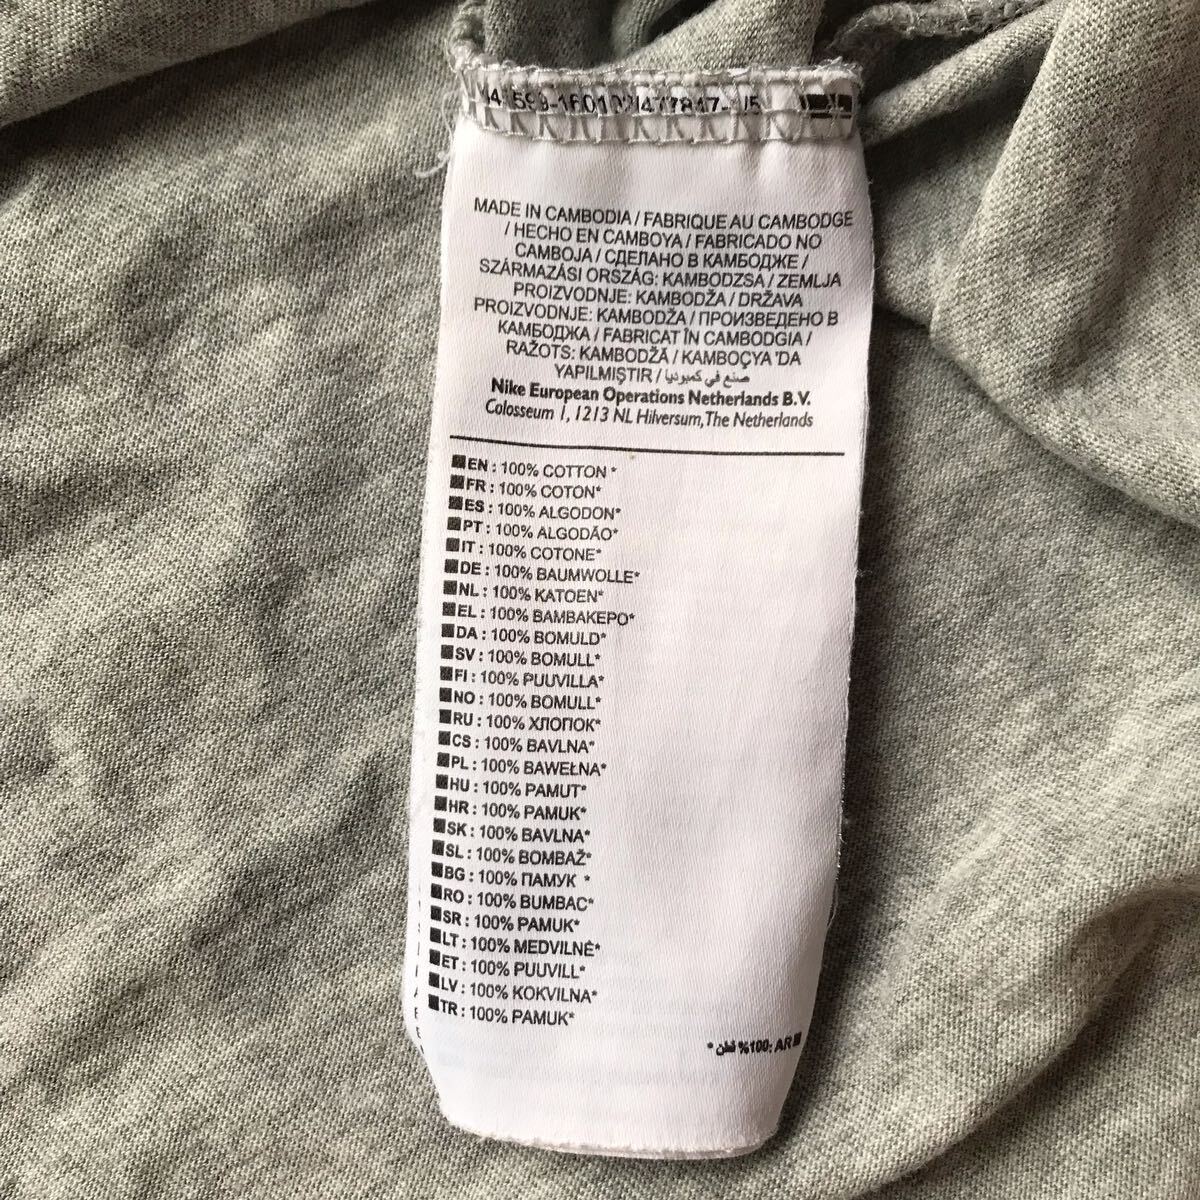 MADE IN CAMBODIA / FABRIQUE AU CAMBODGE
/ HECHO EN CAMBOYA / FABRICADO NO
CAMBOJA / СДЕЛАНО В КАМБОДЖЕ /
SZÁRMAZÁSI ORSZÁG: KAMBODZSA / ZEMLJA
PROIZVODNJE: KAMBODŽA / DRŽAVA
PROIZVODNJE: KAMBODŽA / ПРОИЗВЕДЕНО В
КАМБОДЖА / FABRICAT ÎN CAMBODGIA /
RAŽOTS: KAMBODŽĀ / KAMBOÇYA 'DA
YAPILMIŞTIR / صنع في كمبوديا
Nike European Operations Netherlands B.V.
Colosseum 1, 1213 NL Hilversum, The Netherlands
EN : 100% COTTON *
FR : 100% COTON*
ES : 100% ALGODON*
PT : 100% ALGODÃO*
IT : 100% COTONE*
DE : 100% BAUMWOLLE*
NL : 100% KATOEN*
EL : 100% ΒΑΜΒΑΚΕΡΟ*
DA : 100% BOMULD*
SV : 100% BOMULL*
FI : 100% PUUVILLA*
NO : 100% BOMULL*
RU : 100% ХЛОПОК*
CS : 100% BAVLNA*
PL : 100% BAWEŁNA*
HU : 100% PAMUT*
HR : 100% PAMUK*
SK : 100% BAVLNA*
SL : 100% BOMBAŽ*
BG : 100% ПАМУК *
RO : 100% BUMBAC*
SR : 100% PAMUK*
LT : 100% MEDVILNĖ*
ET : 100% PUUVILL*
LV : 100% KOKVILNA*
TR : 100% PAMUK*
* قطن %100: AR